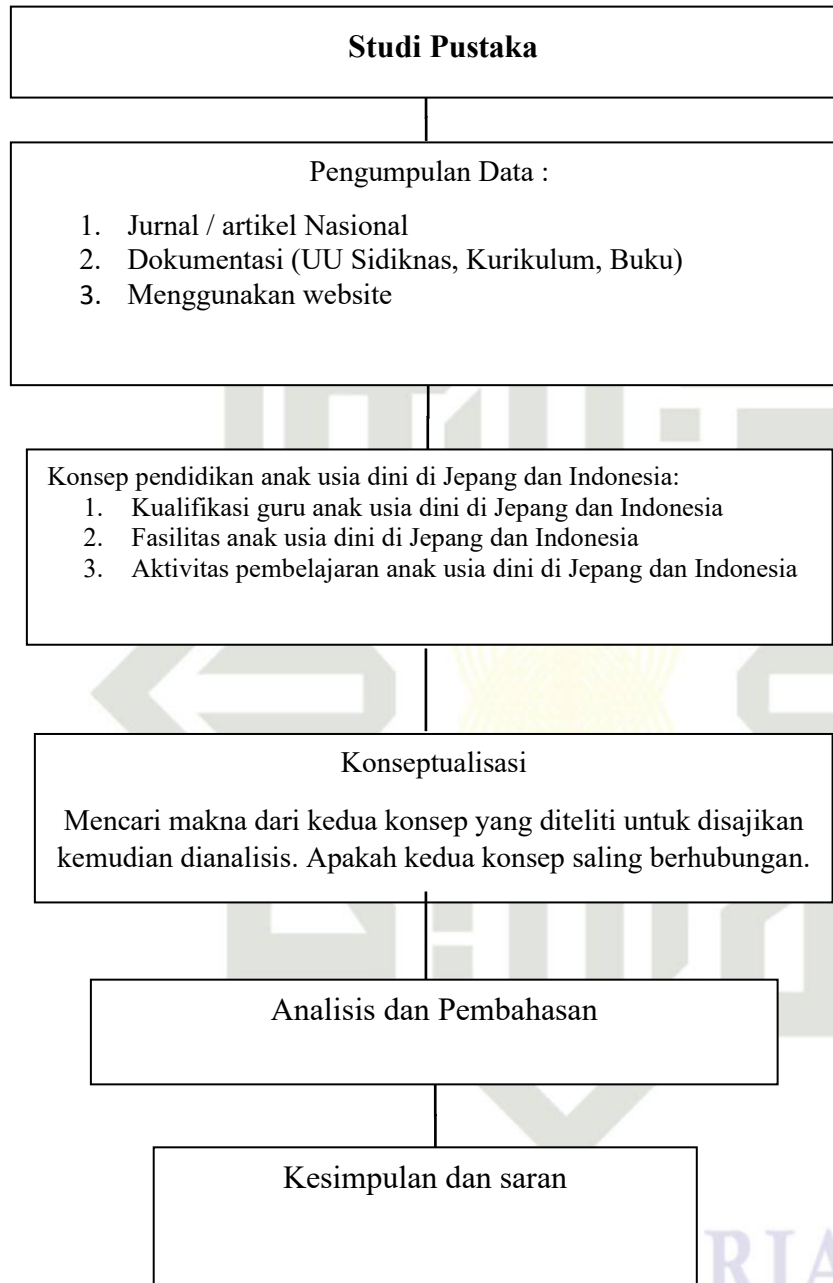 Studi Pustaka
Pengumpulan Data :
1. Jurnal / artikel Nasional
2. Dokumentasi (UU Sidiknas, Kurikulum, Buku)
3. Menggunakan website
Konsep pendidikan anak usia dini di Jepang dan Indonesia:
1. Kualifikasi guru anak usia dini di Jepang dan Indonesia
2. Fasilitas anak usia dini di Jepang dan Indonesia
3. Aktivitas pembelajaran anak usia dini di Jepang dan Indonesia
Konseptualisasi
Mencari makna dari kedua konsep yang diteliti untuk disajikan
kemudian dianalisis. Apakah kedua konsep saling berhubungan.
Analisis dan Pembahasan
Kesimpulan dan saran